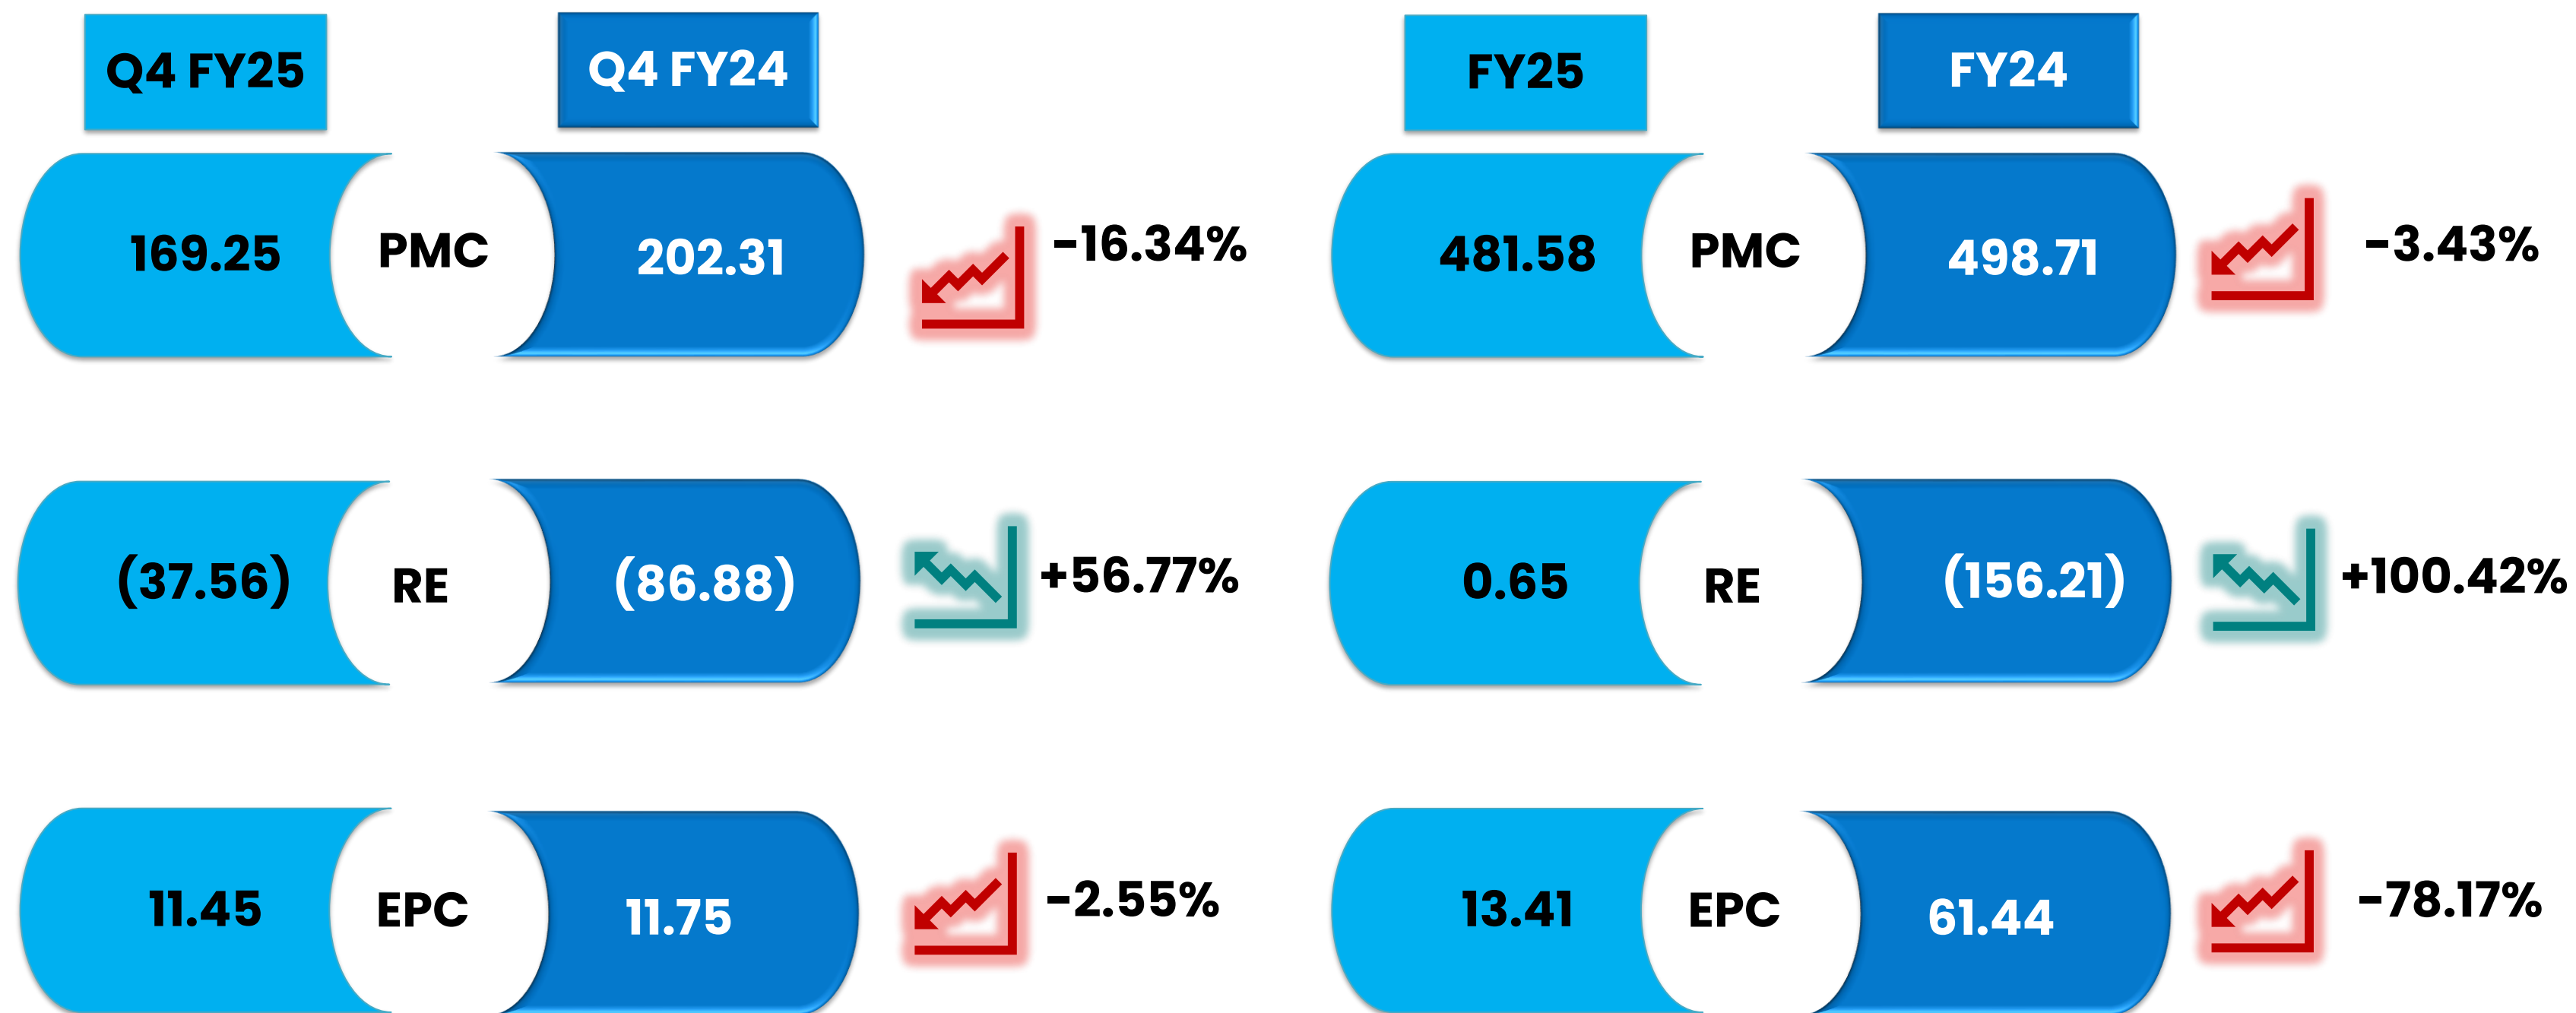 Q4 FY25
Q4 FY24
169.25
PMC
202.31
-16.34%
(37.56)
RE
(86.88)
+56.77%
11.45
EPC
11.75
-2.55%
FY25
FY24
481.58
PMC
498.71
-3.43%
0.65
RE
(156.21)
+100.42%
13.41
EPC
61.44
-78.17%